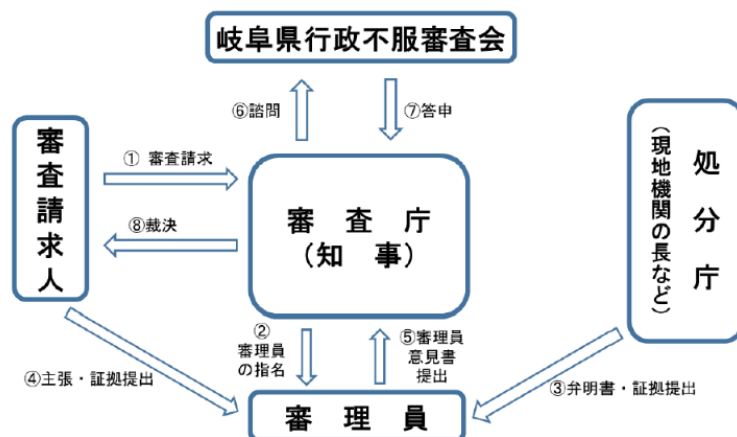 岐阜県行政不服審査会
⑥諮問
⑦答申
審査請求人
① 審査請求
⑧裁決
審 査 庁
（知 事）
処 分 庁
（現地機関の長など）
②
審理員
の指名
⑤審理員
意見書
提出
④主張・証拠提出
③弁明書・証拠提出
審 理 員